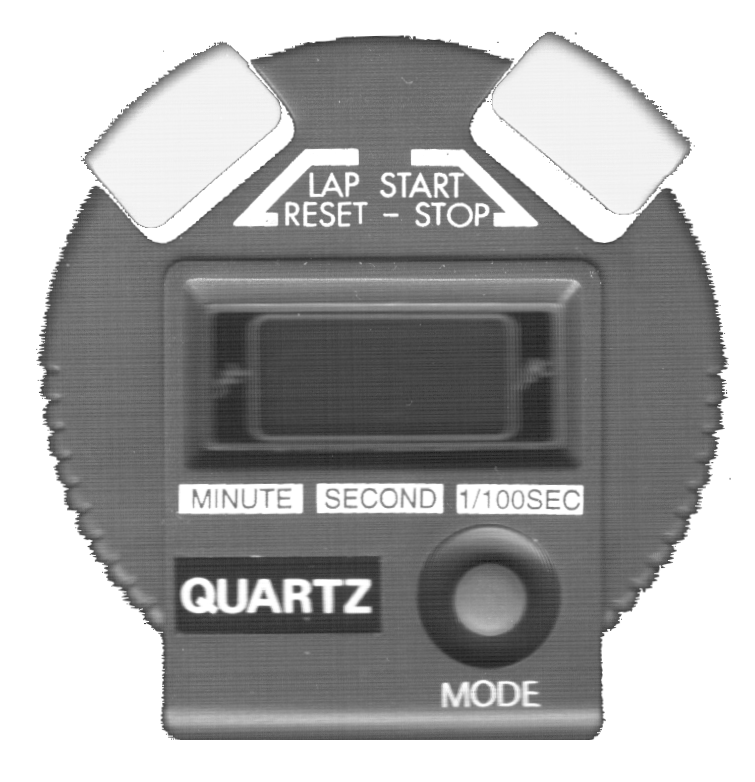 LAP START
RESET - STOP
MINUTE SECOND 1/100SEC
QUARTZ
MODE